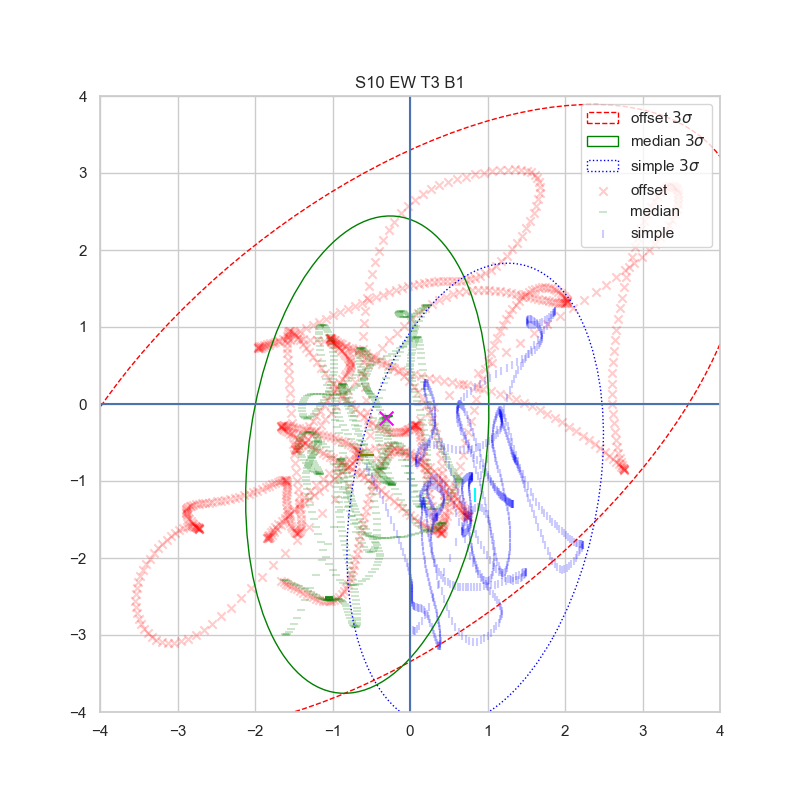 S10 EW T3 B1
4
3
2
1
0
−1
−2
−3
−4
−4 −3 −2 −1 0 1 2 3 4
offset 3σ
median 3σ
simple 3σ
offset
median
simple